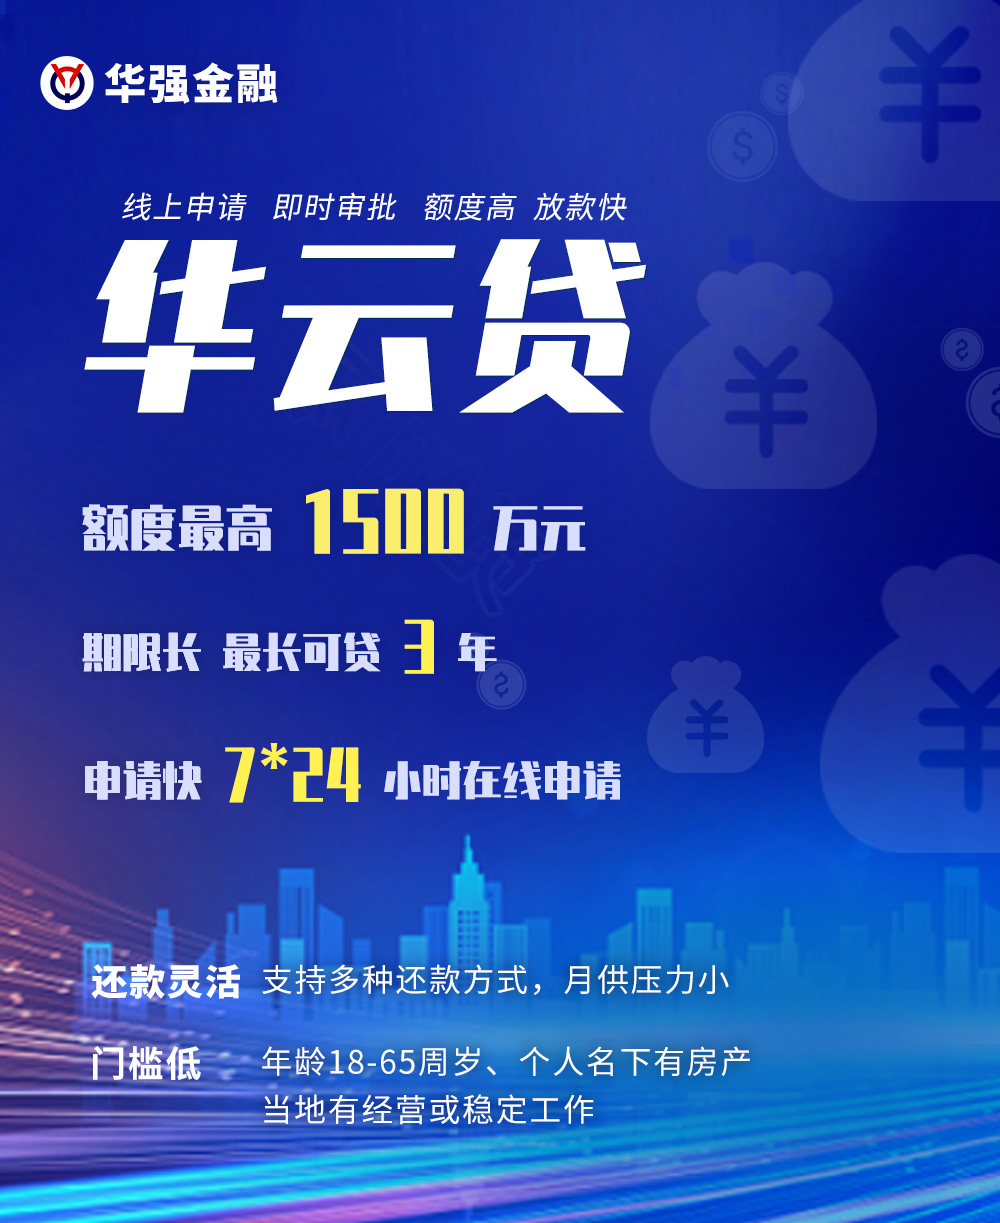 华强金融
线上申请 即时审批 额度高 放款快
华云贷
额度最高 1500 万元
期限长 最长可贷 3 年
申请快 7*24 小时在线申请
还款灵活 支持多种还款方式，月供压力小
门槛低 年龄18-65周岁、个人名下有房产
当地有经营或稳定工作